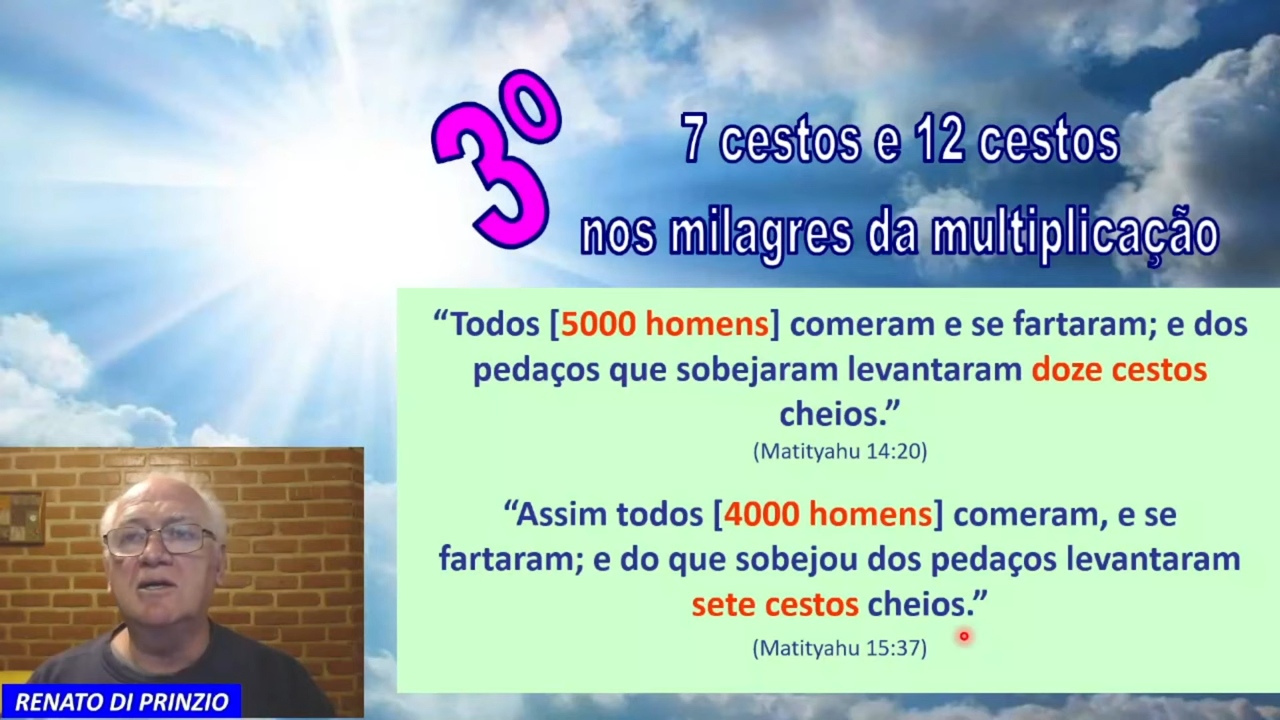 3º
7 cestos e 12 cestos
nos milagres da multiplicação
“Todos [5000 homens] comeram e se fartaram; e dos
pedaços que sobejaram levantaram doze cestos
cheios.”
(Matityahu 14:20)
“Assim todos [4000 homens] comeram, e se
fartaram; e do que sobejou dos pedaços levantaram
sete cestos cheios.”
(Matityahu 15:37)
RENATO DI PRINZIO